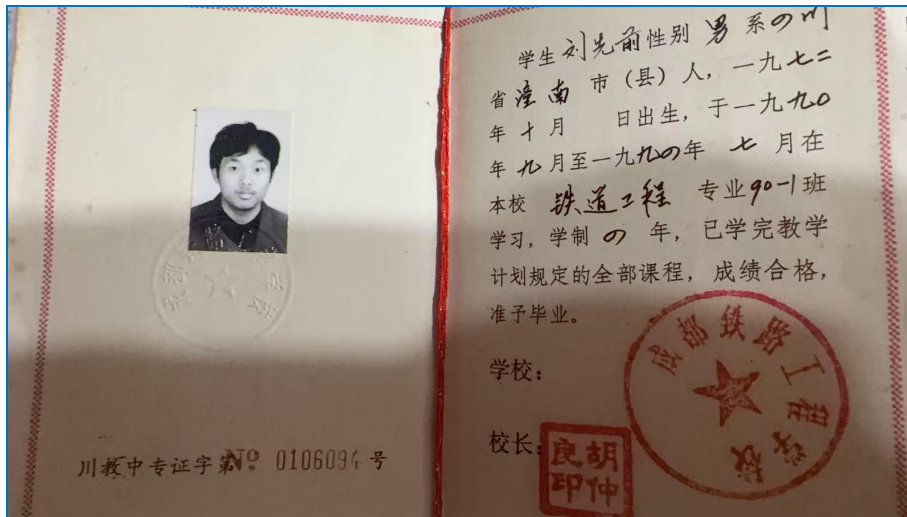 川教中专证字第№ 0106094 号
学生刘先前性别 男 系四川
省潼南 市(县)人,一九七二
年十月 日出生,于一九九〇
年九月至一九九四年 七 月在
本校 铁道工程 专业90-1班
学习,学制 四 年,已学完教学
计划规定的全部课程,成绩合格,
准予毕业。
学校:
成都铁路工程学校
校长:
胡仲良印